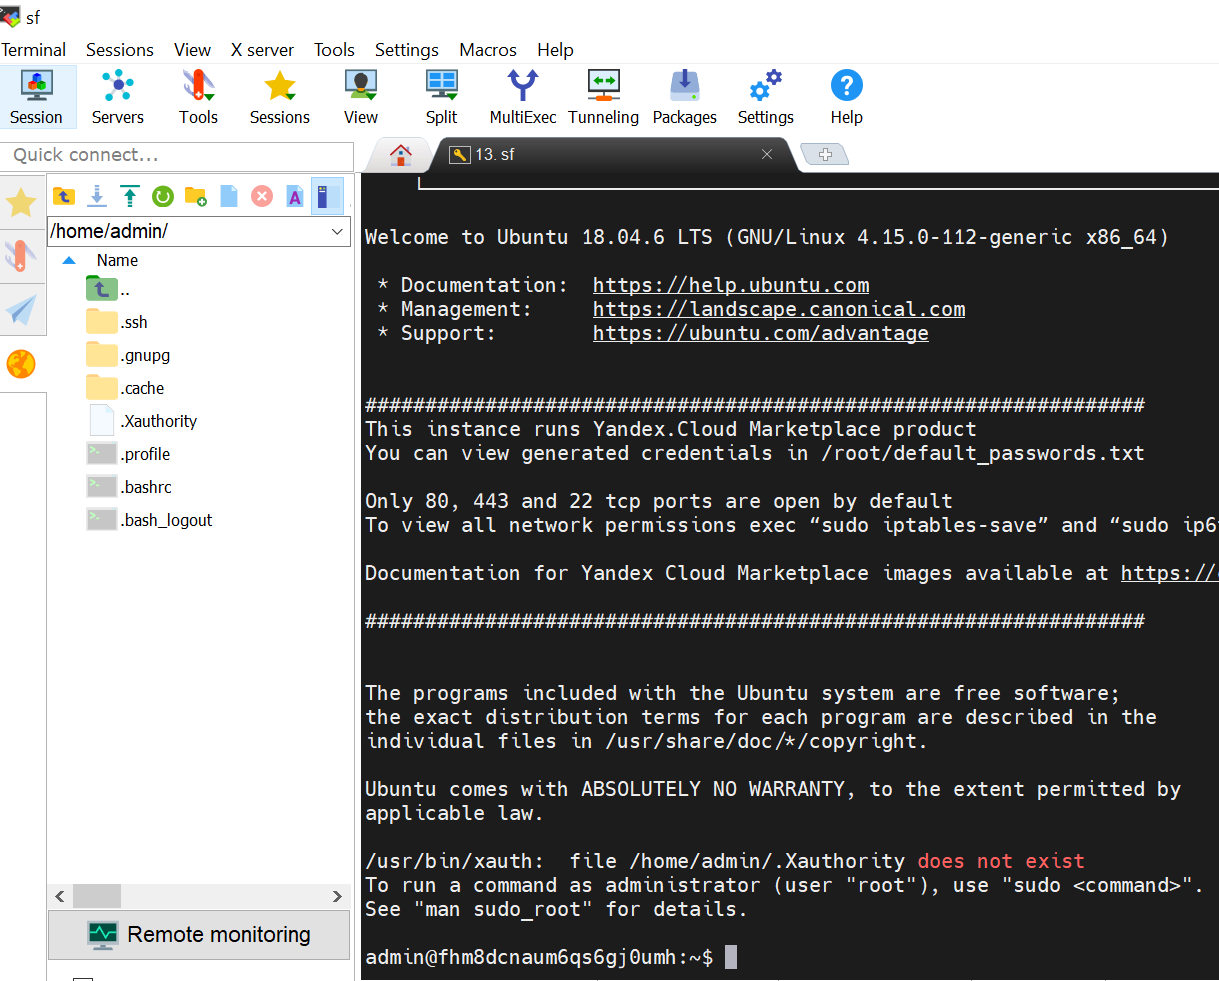 sf
Terminal Sessions View X server Tools Settings Macros Help
Session Servers Tools Sessions View Split MultiExec Tunneling Packages Settings Help
Quick connect...
13. sf
/home/admin/
Name
..
.ssh
.gnupg
.cache
.Xauthority
.profile
.bashrc
.bash_logout
Remote monitoring
Welcome to Ubuntu 18.04.6 LTS (GNU/Linux 4.15.0-112-generic x86_64)
* Documentation: https://help.ubuntu.com
* Management: https://landscape.canonical.com
* Support: https://ubuntu.com/advantage
#################################################################
This instance runs Yandex.Cloud Marketplace product
You can view generated credentials in /root/default_passwords.txt
Only 80, 443 and 22 tcp ports are open by default
To view all network permissions exec “sudo iptables-save” and “sudo ip6
Documentation for Yandex Cloud Marketplace images available at https://
#################################################################
The programs included with the Ubuntu system are free software;
the exact distribution terms for each program are described in the
individual files in /usr/share/doc/*/copyright.
Ubuntu comes with ABSOLUTELY NO WARRANTY, to the extent permitted by
applicable law.
/usr/bin/xauth: file /home/admin/.Xauthority does not exist
To run a command as administrator (user "root"), use "sudo <command>".
See "man sudo_root" for details.
admin@fhm8dcnaum6qs6gj0umh:~$